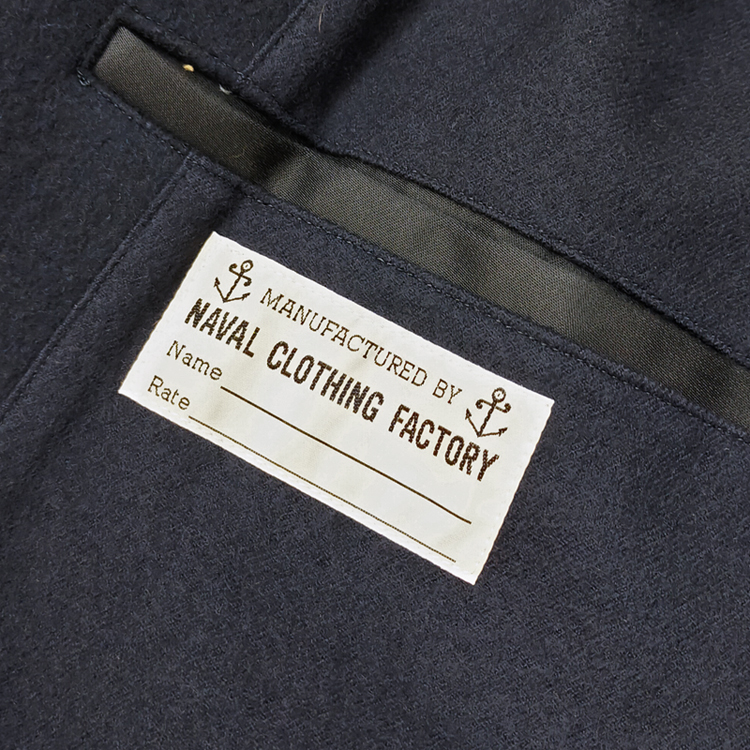 MANUFACTURED BY
NAVAL CLOTHING FACTORY
Name
Rate